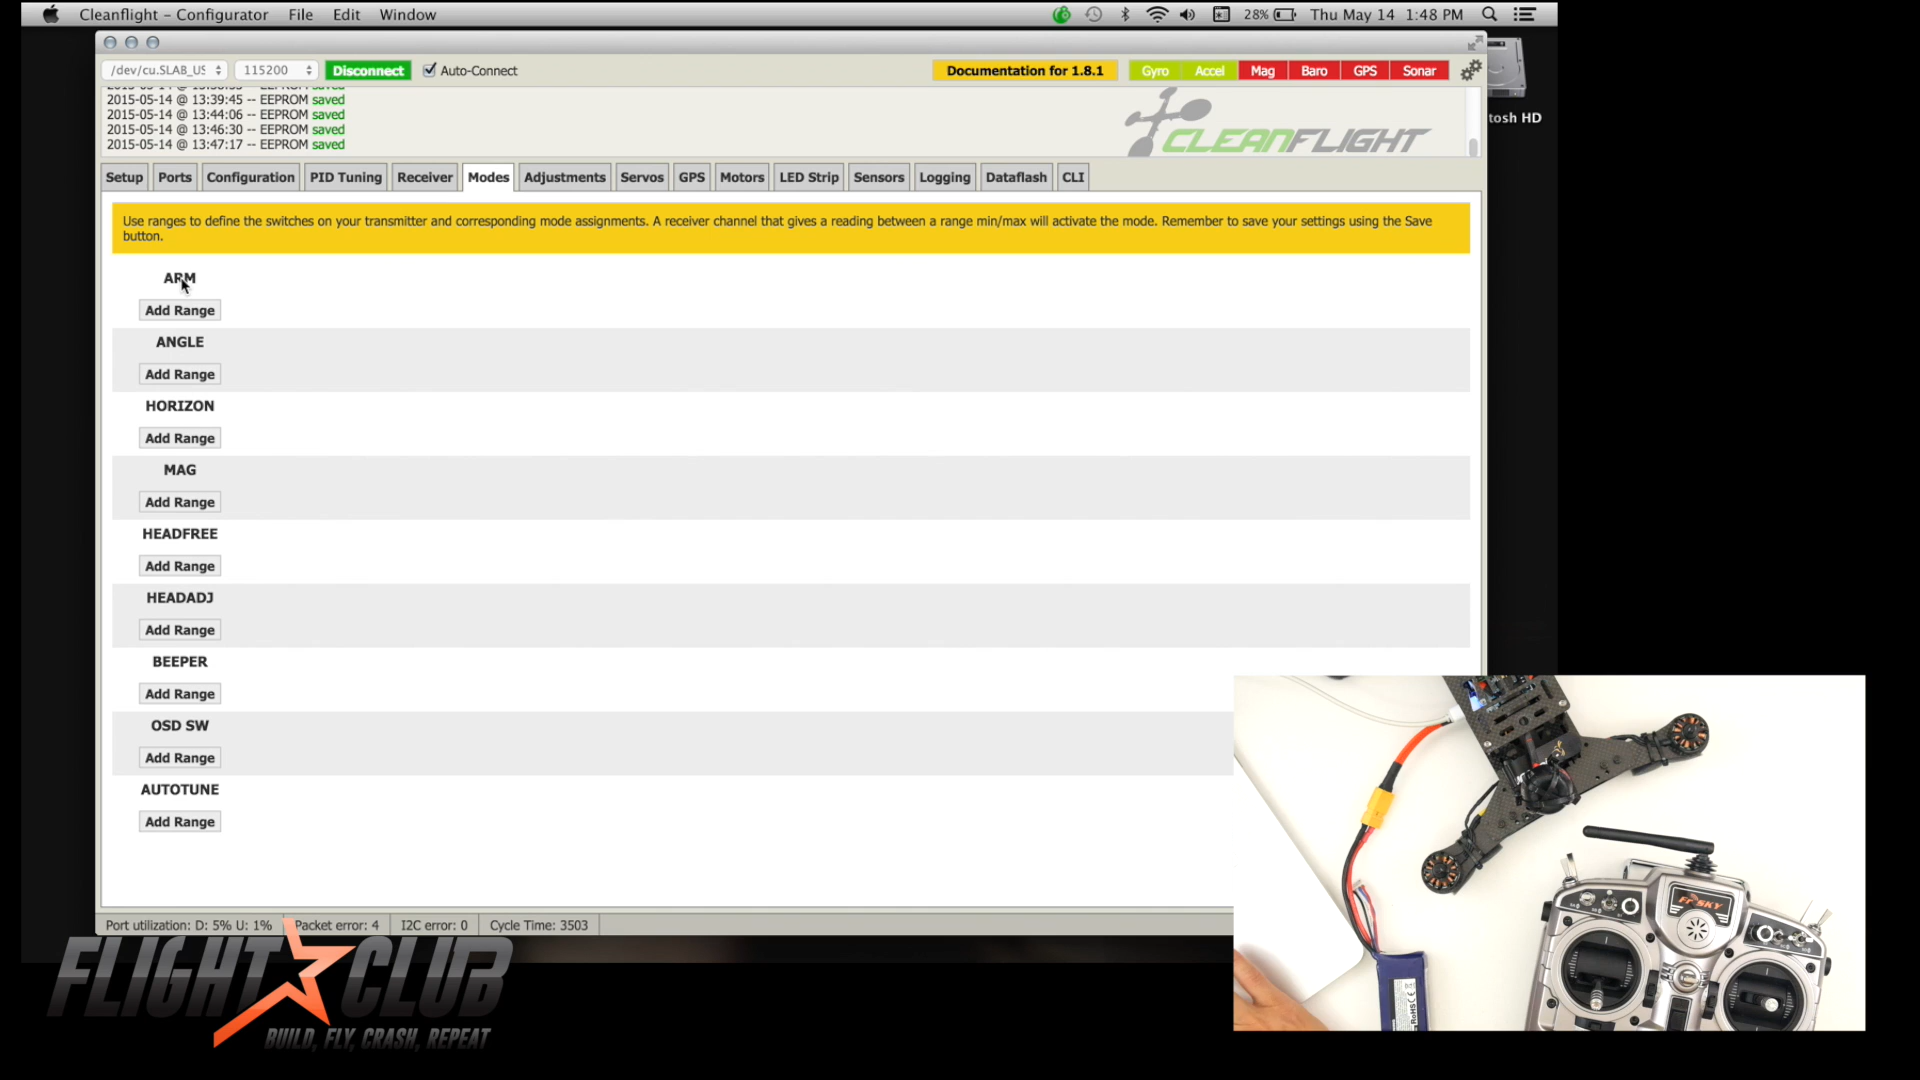 Cleanflight - Configurator File Edit Window
28% Thu May 14 1:48 PM
/dev/cu.SLAB_US 115200 Disconnect Auto-Connect
Documentation for 1.8.1 Gyro Accel Mag Baro GPS Sonar
2015-05-14 @ 13:39:45 -- EEPROM saved
2015-05-14 @ 13:44:06 -- EEPROM saved
2015-05-14 @ 13:46:30 -- EEPROM saved
2015-05-14 @ 13:47:17 -- EEPROM saved
CLEANFLIGHT
tosh HD
Setup Ports Configuration PID Tuning Receiver Modes Adjustments Servos GPS Motors LED Strip Sensors Logging Dataflash CLI
Use ranges to define the switches on your transmitter and corresponding mode assignments. A receiver channel that gives a reading between a range min/max will activate the mode. Remember to save your settings using the Save
button.
ARM
Add Range
ANGLE
Add Range
HORIZON
Add Range
MAG
Add Range
HEADFREE
Add Range
HEADADJ
Add Range
BEEPER
Add Range
OSD SW
Add Range
AUTOTUNE
Add Range
Port utilization: D: 5% U: 1% Packet error: 4 I2C error: 0 Cycle Time: 3503
FLIGHT CLUB
BUILD, FLY, CRASH, REPEAT
FrSKY
RoHS